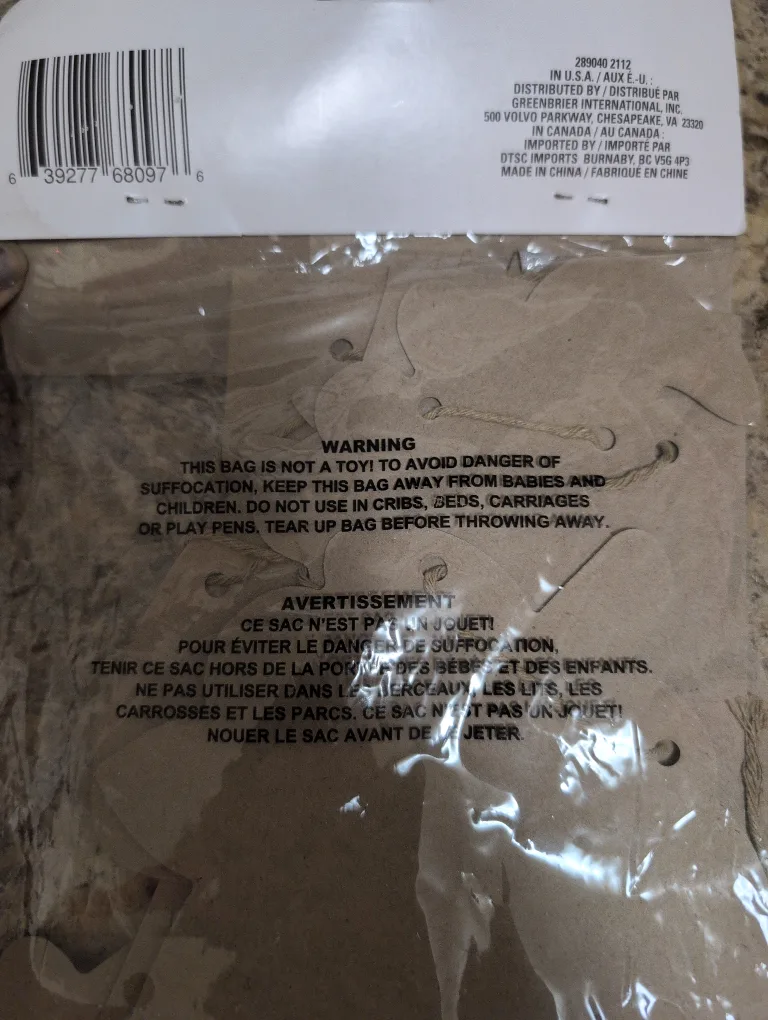 6 39277 68097 6
289040 2112
IN U.S.A. / AUX É.-U. :
DISTRIBUTED BY / DISTRIBUÉ PAR
GREENBRIER INTERNATIONAL, INC.
500 VOLVO PARKWAY, CHESAPEAKE, VA 23320
IN CANADA / AU CANADA :
IMPORTED BY / IMPORTÉ PAR
DTSC IMPORTS BURNABY, BC V5G 4P3
MADE IN CHINA / FABRIQUÉ EN CHINE
WARNING
THIS BAG IS NOT A TOY! TO AVOID DANGER OF
SUFFOCATION, KEEP THIS BAG AWAY FROM BABIES AND
CHILDREN. DO NOT USE IN CRIBS, BEDS, CARRIAGES
OR PLAY PENS. TEAR UP BAG BEFORE THROWING AWAY.
AVERTISSEMENT
CE SAC N'EST PAS UN JOUET!
POUR ÉVITER LE DANGER DE SUFFOCATION,
TENIR CE SAC HORS DE LA PORTÉE DES BÉBÉS ET DES ENFANTS.
NE PAS UTILISER DANS LES BERCEAUX, LES LITS, LES
CARROSSES ET LES PARCS. CE SAC N'EST PAS UN JOUET!
NOUER LE SAC AVANT DE LE JETER.